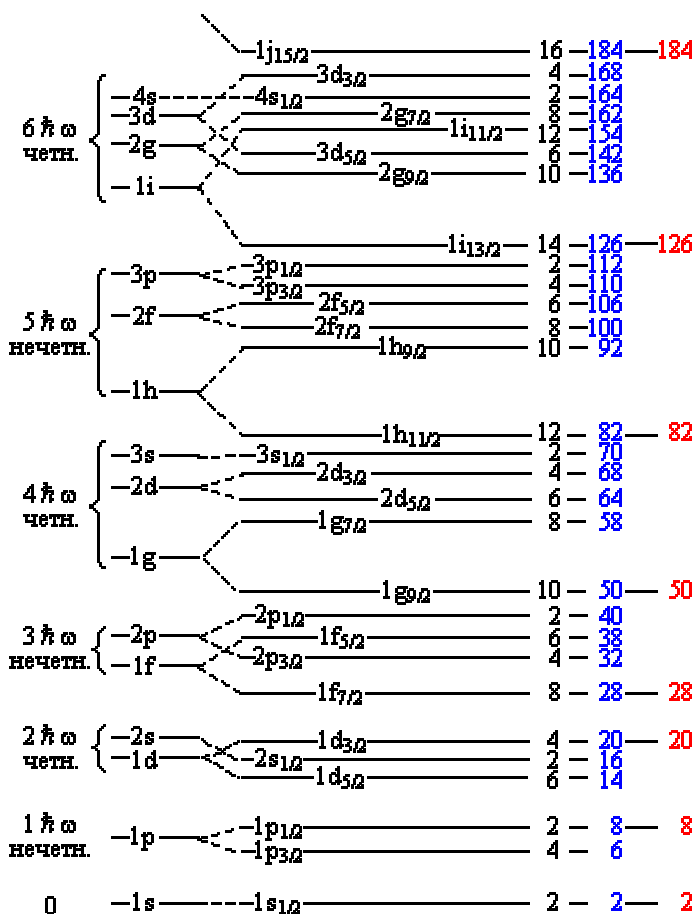 1j15/2 16 184 184
3d3/2 4 168
4s 4s1/2 2 164
3d 2g7/2 8 162
6 ℏ ω 1i11/2 12 154
четн. 2g 3d5/2 6 142
2g9/2 10 136
1i
1i13/2 14 126 126
3p 3p1/2 2 112
3p3/2 4 110
2f 2f5/2 6 106
5 ℏ ω 2f7/2 8 100
нечетн. 1h9/2 10 92
1h
1h11/2 12 82 82
3s 3s1/2 2 70
2d 2d3/2 4 68
4 ℏ ω 2d5/2 6 64
четн. 1g7/2 8 58
1g
1g9/2 10 50 50
2p1/2 2 40
3 ℏ ω 2p 1f5/2 6 38
нечетн. 1f 2p3/2 4 32
1f7/2 8 28 28
2 ℏ ω 2s 1d3/2 4 20 20
четн. 1d 2s1/2 2 16
1d5/2 6 14
1 ℏ ω 1p 1p1/2 2 8 8
нечетн. 1p3/2 4 6
0 1s 1s1/2 2 2 2